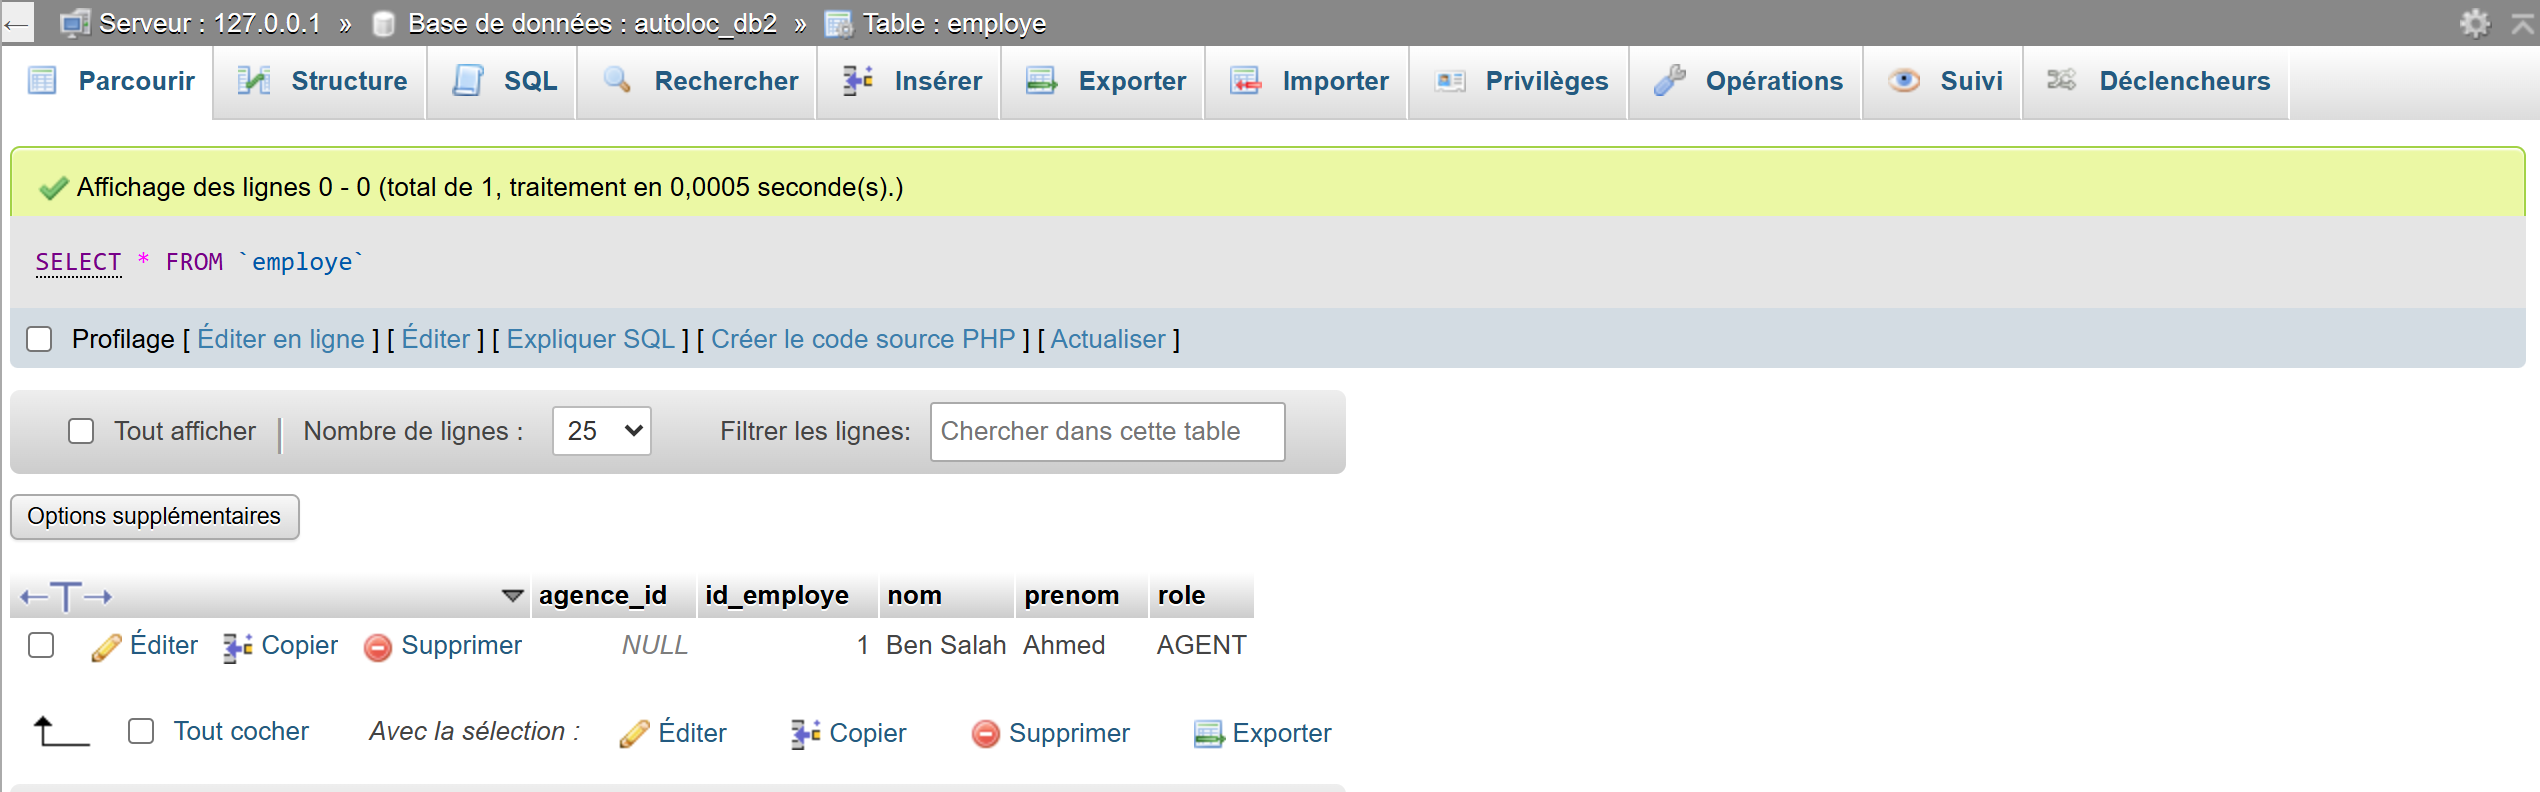 ← Serveur : 127.0.0.1 » Base de données : autoloc_db2 » Table : employe
Parcourir Structure SQL Rechercher Insérer Exporter Importer Privilèges Opérations Suivi Déclencheurs
Affichage des lignes 0 - 0 (total de 1, traitement en 0,0005 seconde(s).)
SELECT * FROM `employe`
Profilage [ Éditer en ligne ] [ Éditer ] [ Expliquer SQL ] [ Créer le code source PHP ] [ Actualiser ]
Tout afficher | Nombre de lignes : 25 Filtrer les lignes: Chercher dans cette table
Options supplémentaires
←T→ agence_id id_employe nom prenom role
Éditer Copier Supprimer NULL 1 Ben Salah Ahmed AGENT
Tout cocher Avec la sélection : Éditer Copier Supprimer Exporter